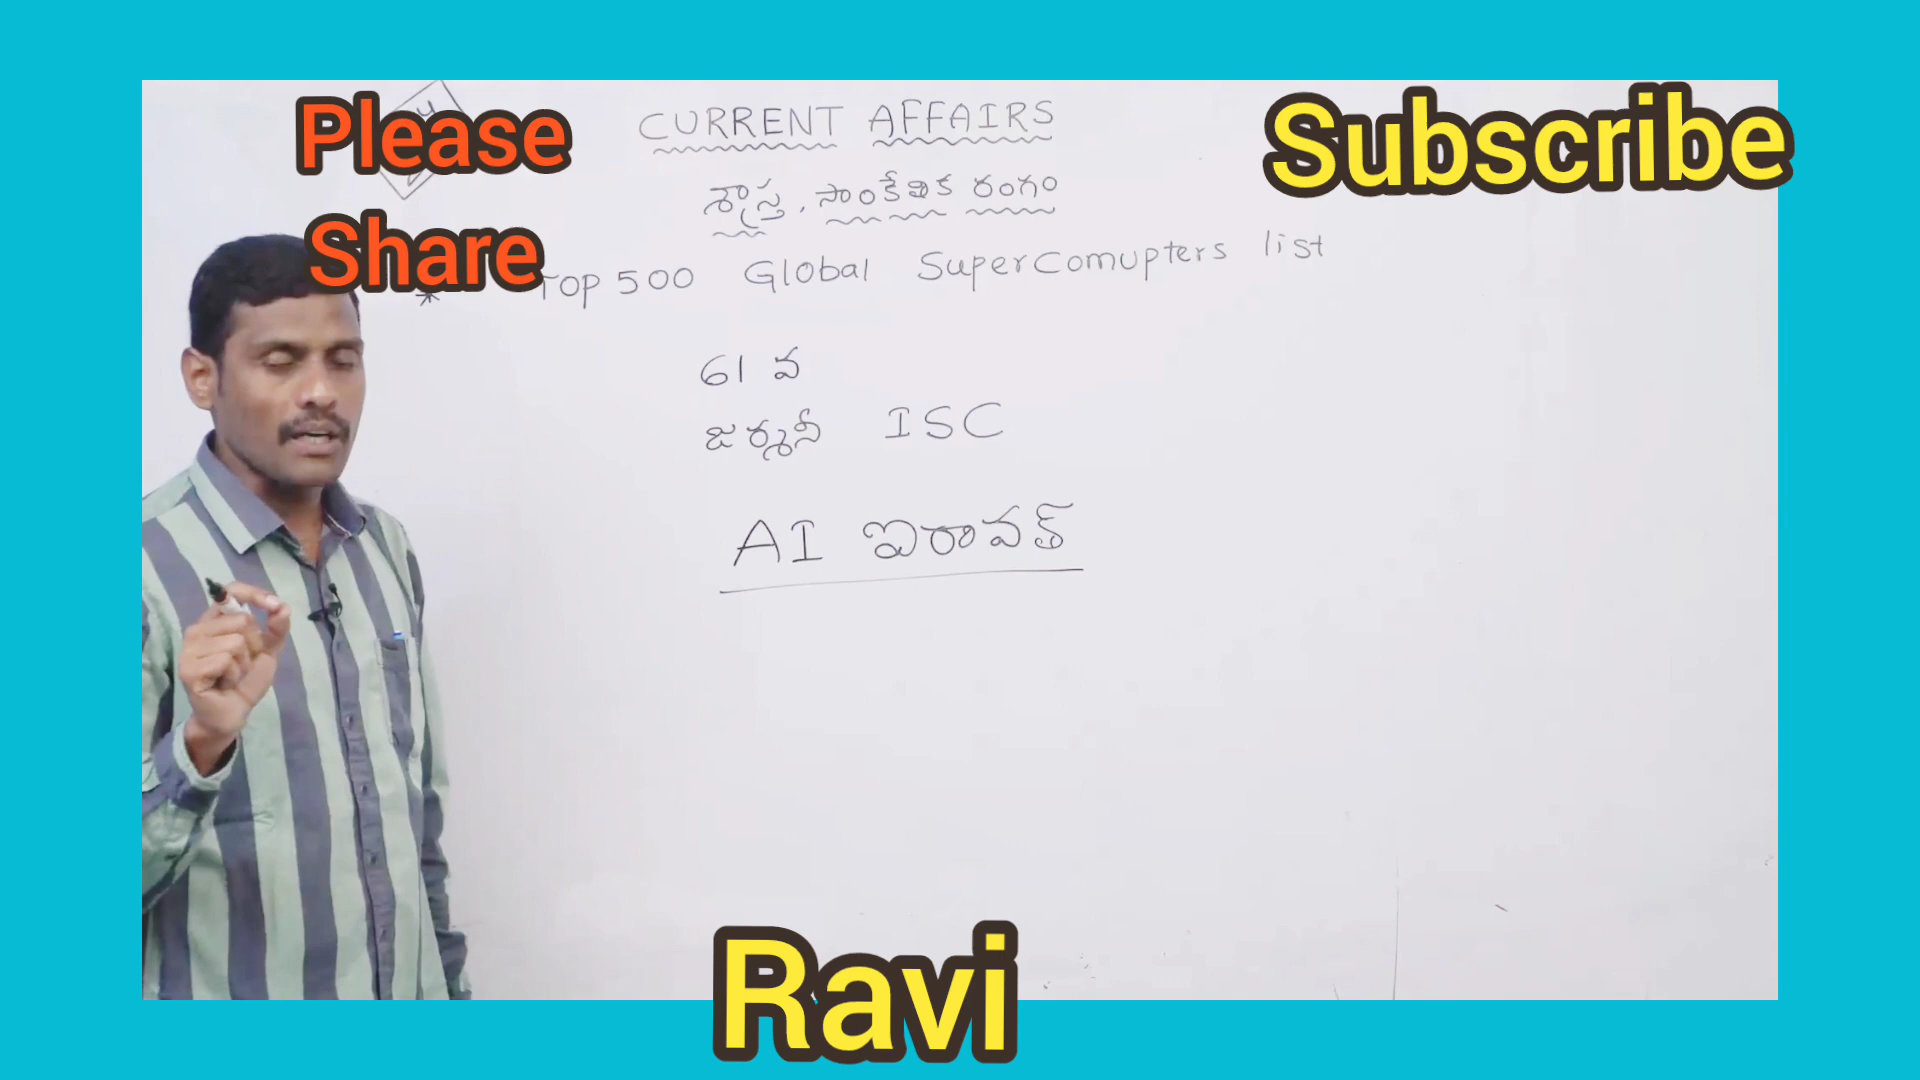 Please
Share
Subscribe
CURRENT AFFAIRS
శాస్త్ర, సాంకేతిక రంగం
* Top 500 Global Supercomupters list
61 వ
జర్మనీ ISC
AI ఐరావత్
Ravi